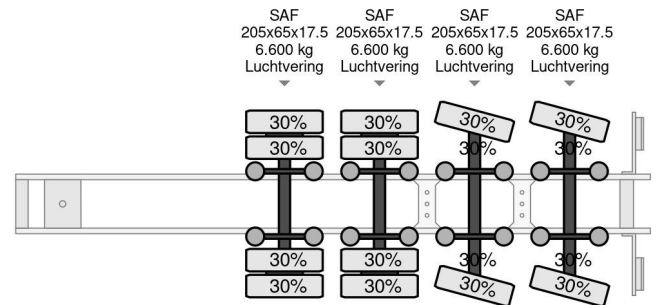 SAF SAF SAF SAF
205x65x17.5 205x65x17.5 205x65x17.5 205x65x17.5
6.600 kg 6.600 kg 6.600 kg 6.600 kg
Luchtvering Luchtvering Luchtvering Luchtvering
30% 30% 30% 30%
30% 30% 30% 30%
30% 30% 30% 30%
30% 30% 30% 30%